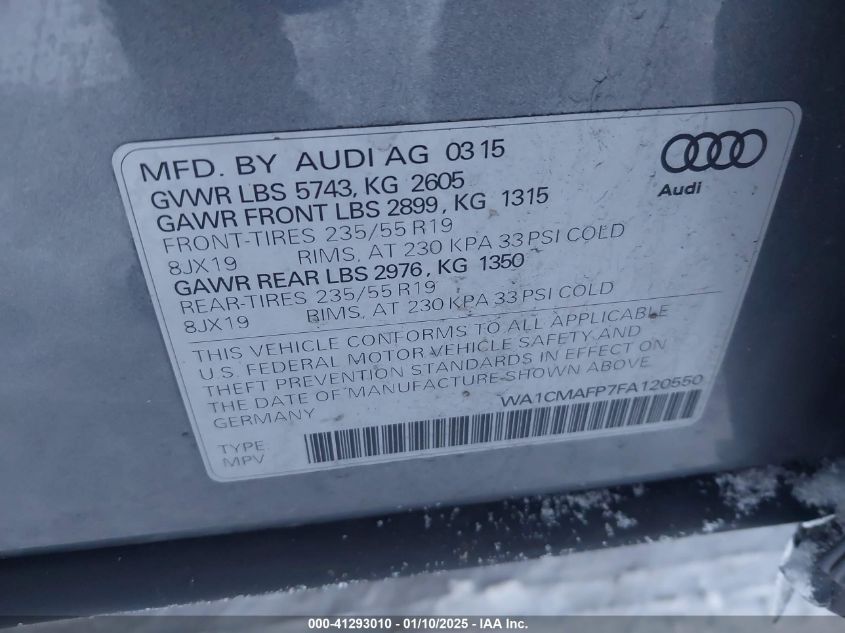 MFD. BY AUDI AG 03 15
GVWR LBS 5743, KG 2605
GAWR FRONT LBS 2899, KG 1315
FRONT-TIRES 235/55 R19
8JX19 RIMS, AT 230 KPA 33 PSI COLD
GAWR REAR LBS 2976, KG 1350
REAR-TIRES 235/55 R19
8JX19 RIMS, AT 230 KPA 33 PSI COLD
Audi
THIS VEHICLE CONFORMS TO ALL APPLICABLE
U.S. FEDERAL MOTOR VEHICLE SAFETY AND
THEFT PREVENTION STANDARDS IN EFFECT ON
THE DATE OF MANUFACTURE SHOWN ABOVE
GERMANY
WA1CMAFP7FA120550
TYPE:
MPV
000-41293010 - 01/10/2025 - IAA Inc.